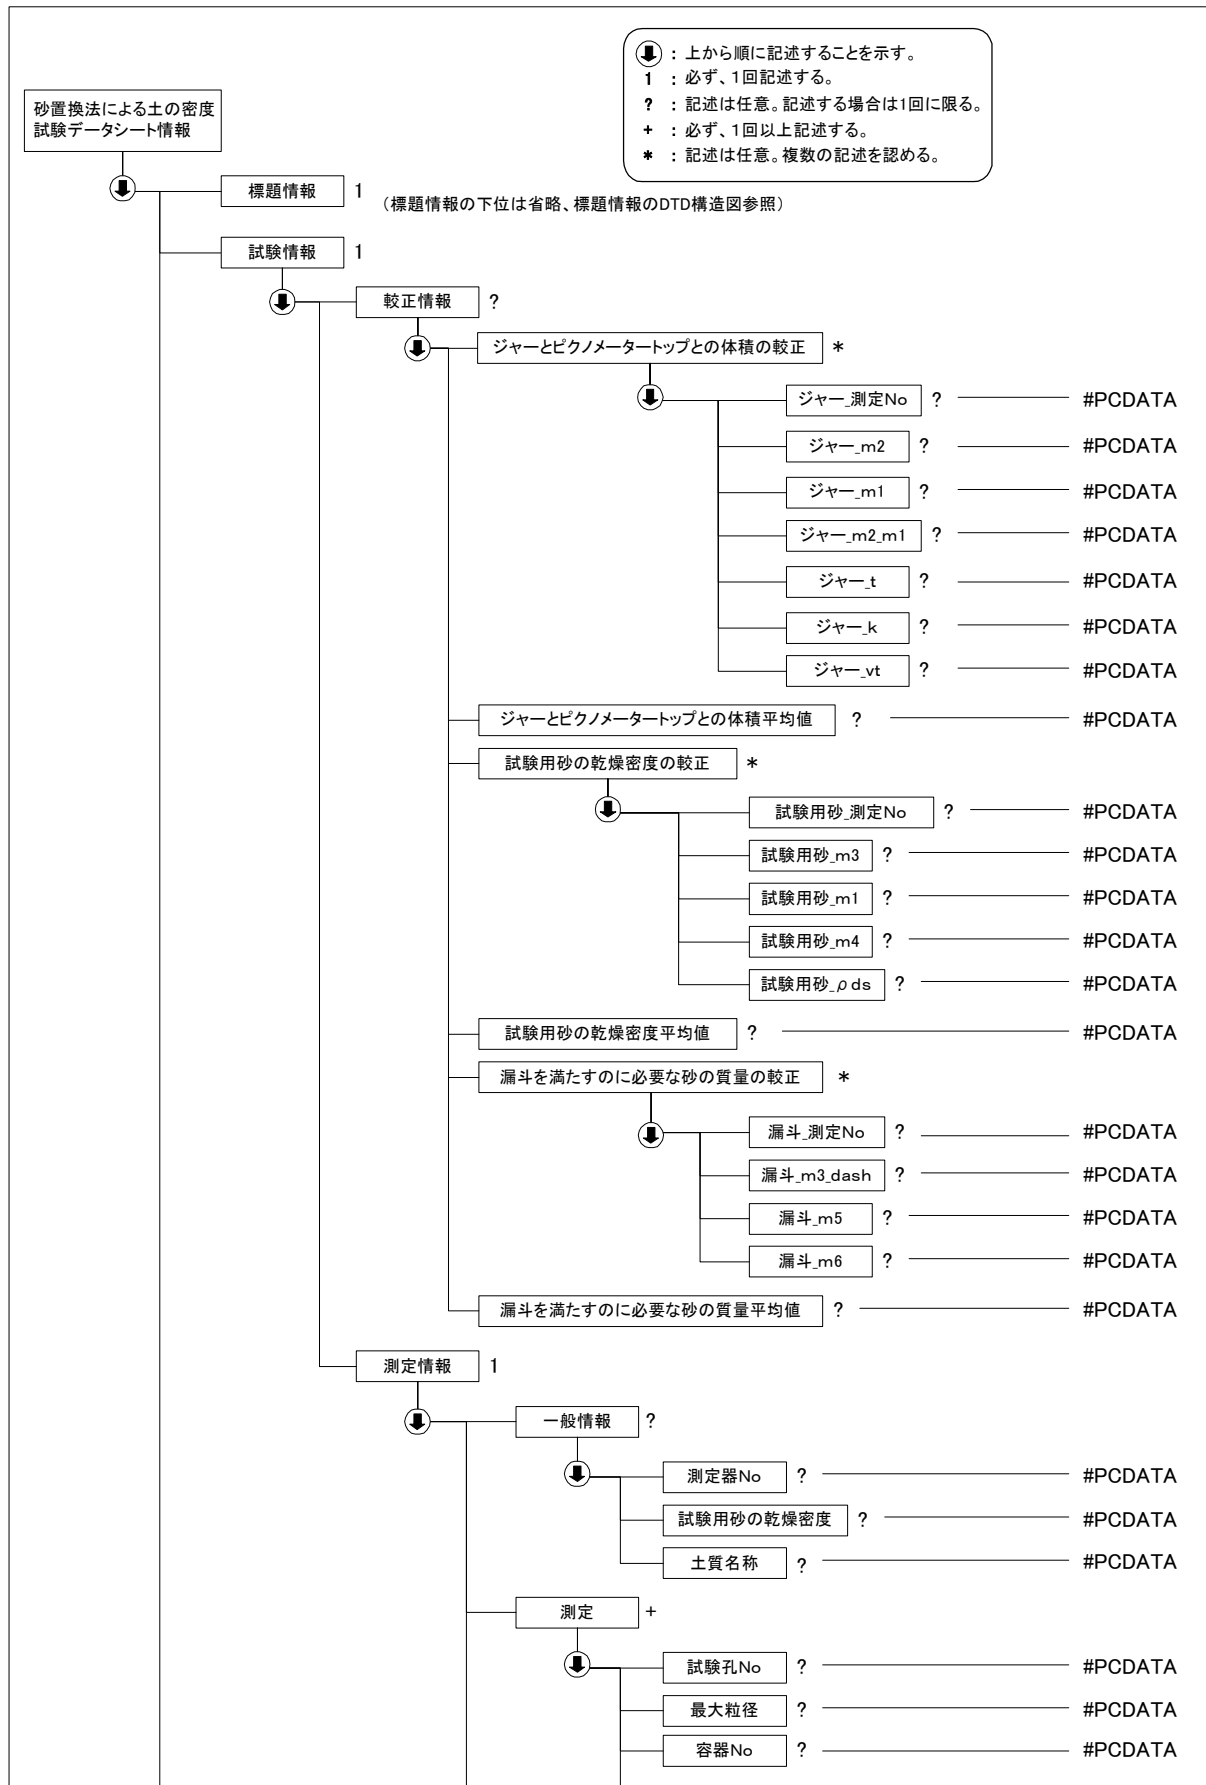 ： 上から順に記述することを示す。
1 ： 必ず、1回記述する。
? ： 記述は任意。記述する場合は1回に限る。
+ ： 必ず、1回以上記述する。
* ： 記述は任意。複数の記述を認める。
砂置換法による土の密度
試験データシート情報
標題情報 1
（標題情報の下位は省略、標題情報のDTD構造図参照）
試験情報 1
較正情報 ?
ジャーとピクノメータートップとの体積の較正 *
ジャー_測定No ? #PCDATA
ジャー_m2 ? #PCDATA
ジャー_m1 ? #PCDATA
ジャー_m2_m1 ? #PCDATA
ジャー_t ? #PCDATA
ジャー_k ? #PCDATA
ジャー_vt ? #PCDATA
ジャーとピクノメータートップとの体積平均値 ? #PCDATA
試験用砂の乾燥密度の較正 *
試験用砂_測定No ? #PCDATA
試験用砂_m3 ? #PCDATA
試験用砂_m1 ? #PCDATA
試験用砂_m4 ? #PCDATA
試験用砂_ρds ? #PCDATA
試験用砂の乾燥密度平均値 ? #PCDATA
漏斗を満たすのに必要な砂の質量の較正 *
漏斗_測定No ? #PCDATA
漏斗_m3_dash ? #PCDATA
漏斗_m5 ? #PCDATA
漏斗_m6 ? #PCDATA
漏斗を満たすのに必要な砂の質量平均値 ? #PCDATA
測定情報 1
一般情報 ?
測定器No ? #PCDATA
試験用砂の乾燥密度 ? #PCDATA
土質名称 ? #PCDATA
測定 +
試験孔No ? #PCDATA
最大粒径 ? #PCDATA
容器No ? #PCDATA